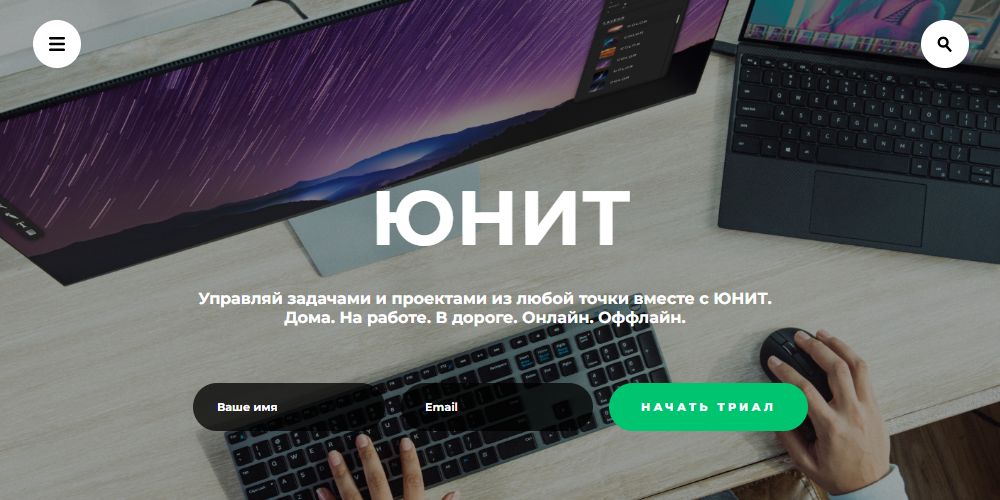 ЮНИТ
Управляй задачами и проектами из любой точки вместе с ЮНИТ.
Дома. На работе. В дороге. Онлайн. Оффлайн.
Ваше имя
Email
НАЧАТЬ ТРИАЛ